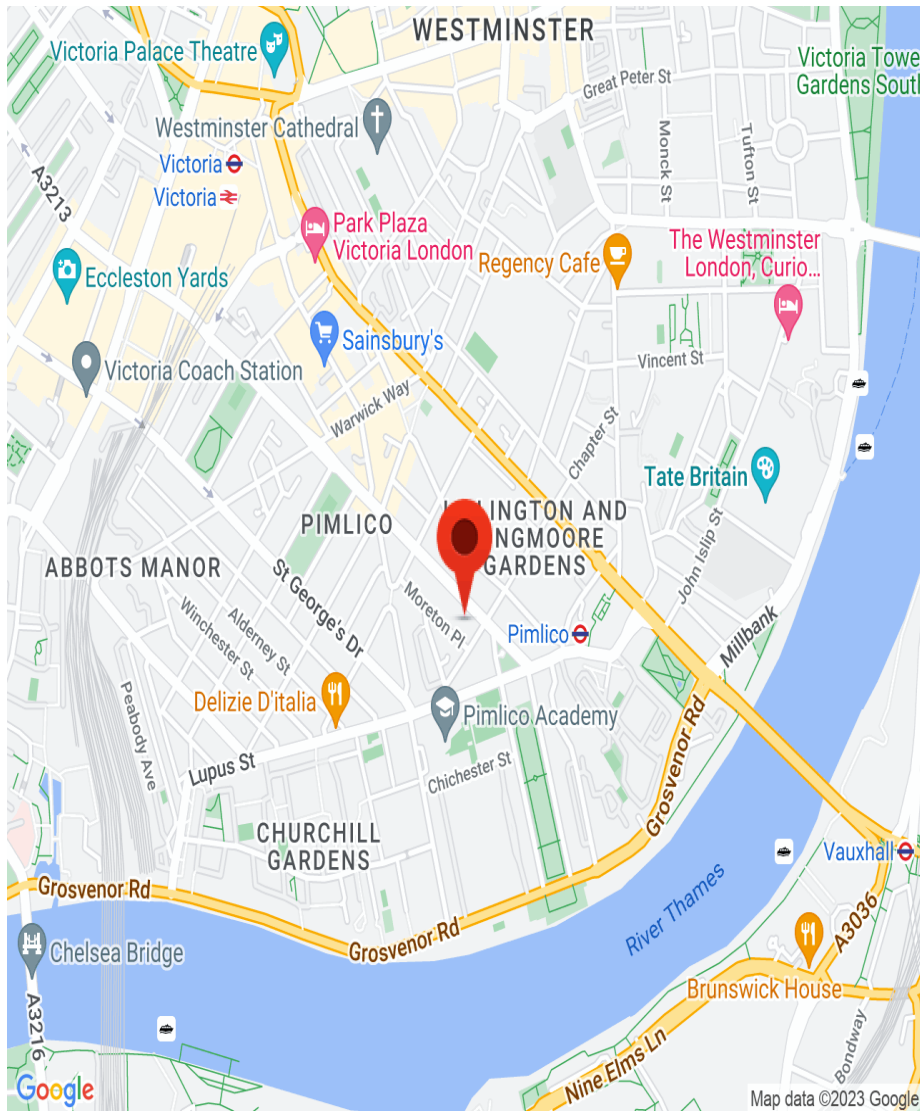 WESTMINSTER
Victoria Palace Theatre
Great Peter St
Victoria Towe
Gardens South
Westminster Cathedral
Monck St
Tufton St
Victoria
Victoria
A3213
Park Plaza
Victoria London
Regency Cafe
The Westminster
London, Curio...
Eccleston Yards
Sainsbury's
Vincent St
Victoria Coach Station
Warwick Way
Chapter St
Tate Britain
PIMLICO
INGTON AND
NGMOORE
GARDENS
ABBOTS MANOR
John Islip St
St George's Dr
Moreton Pl
Alderney St
Winchester St
Pimlico
Millbank
Delizie D'italia
Peabody Ave
Pimlico Academy
Grosvenor Rd
Lupus St
Chichester St
CHURCHILL
GARDENS
Vauxhall
Grosvenor Rd
River Thames
Grosvenor Rd
A3036
Chelsea Bridge
Brunswick House
A3216
Bondway
Nine Elms Ln
Google
Map data ©2023 Google